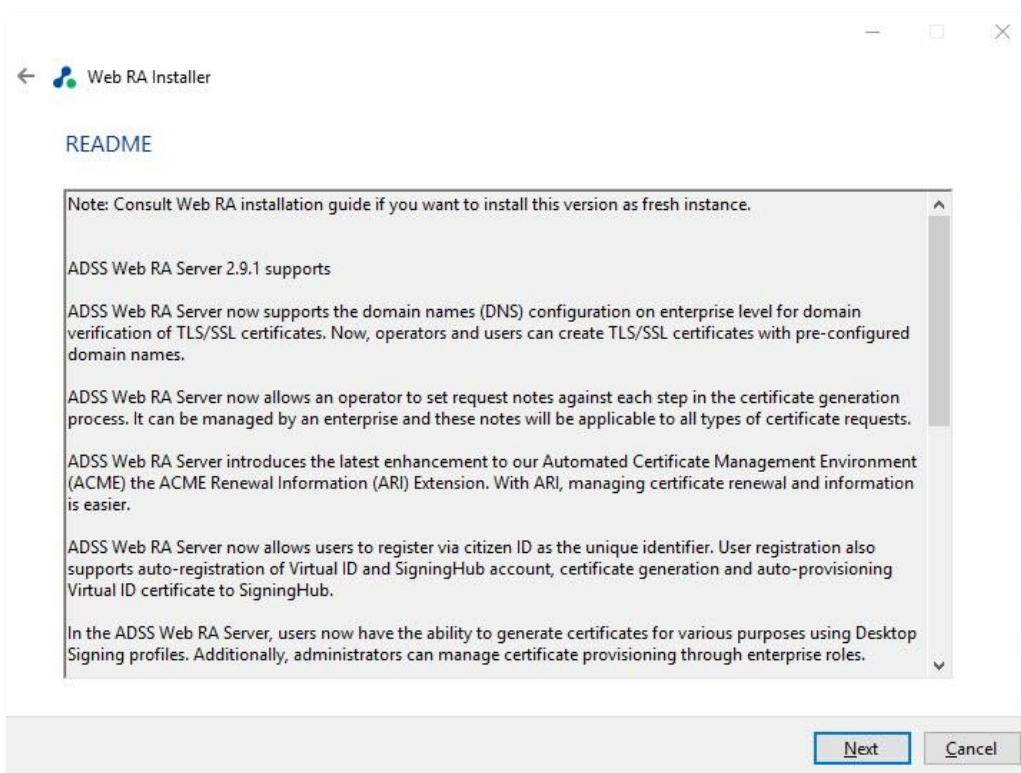 Web RA Installer
README
Note: Consult Web RA installation guide if you want to install this version as fresh instance.
ADSS Web RA Server 2.9.1 supports
ADSS Web RA Server now supports the domain names (DNS) configuration on enterprise level for domain
verification of TLS/SSL certificates. Now, operators and users can create TLS/SSL certificates with pre-configured
domain names.
ADSS Web RA Server now allows an operator to set request notes against each step in the certificate generation
process. It can be managed by an enterprise and these notes will be applicable to all types of certificate requests.
ADSS Web RA Server introduces the latest enhancement to our Automated Certificate Management Environment
(ACME) the ACME Renewal Information (ARI) Extension. With ARI, managing certificate renewal and information
is easier.
ADSS Web RA Server now allows users to register via citizen ID as the unique identifier. User registration also
supports auto-registration of Virtual ID and SigningHub account, certificate generation and auto-provisioning
Virtual ID certificate to SigningHub.
In the ADSS Web RA Server, users now have the ability to generate certificates for various purposes using Desktop
Signing profiles. Additionally, administrators can manage certificate provisioning through enterprise roles.
Next
Cancel